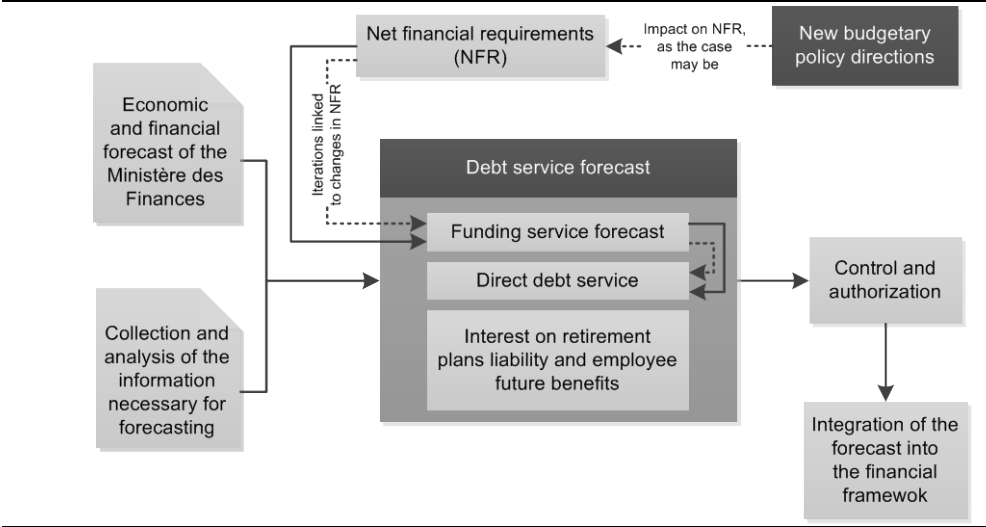 Net financial requirements
(NFR)
Impact on NFR,
as the case
may be
New budgetary
policy directions
Economic
and financial
forecast of the
Ministère des
Finances
Iterations linked
to changes in NFR
Debt service forecast
Funding service forecast
Direct debt service
Interest on retirement
plans liability and employee
future benefits
Collection and
analysis of the
information
necessary for
forecasting
Control and
authorization
Integration of the
forecast into
the financial
framewok